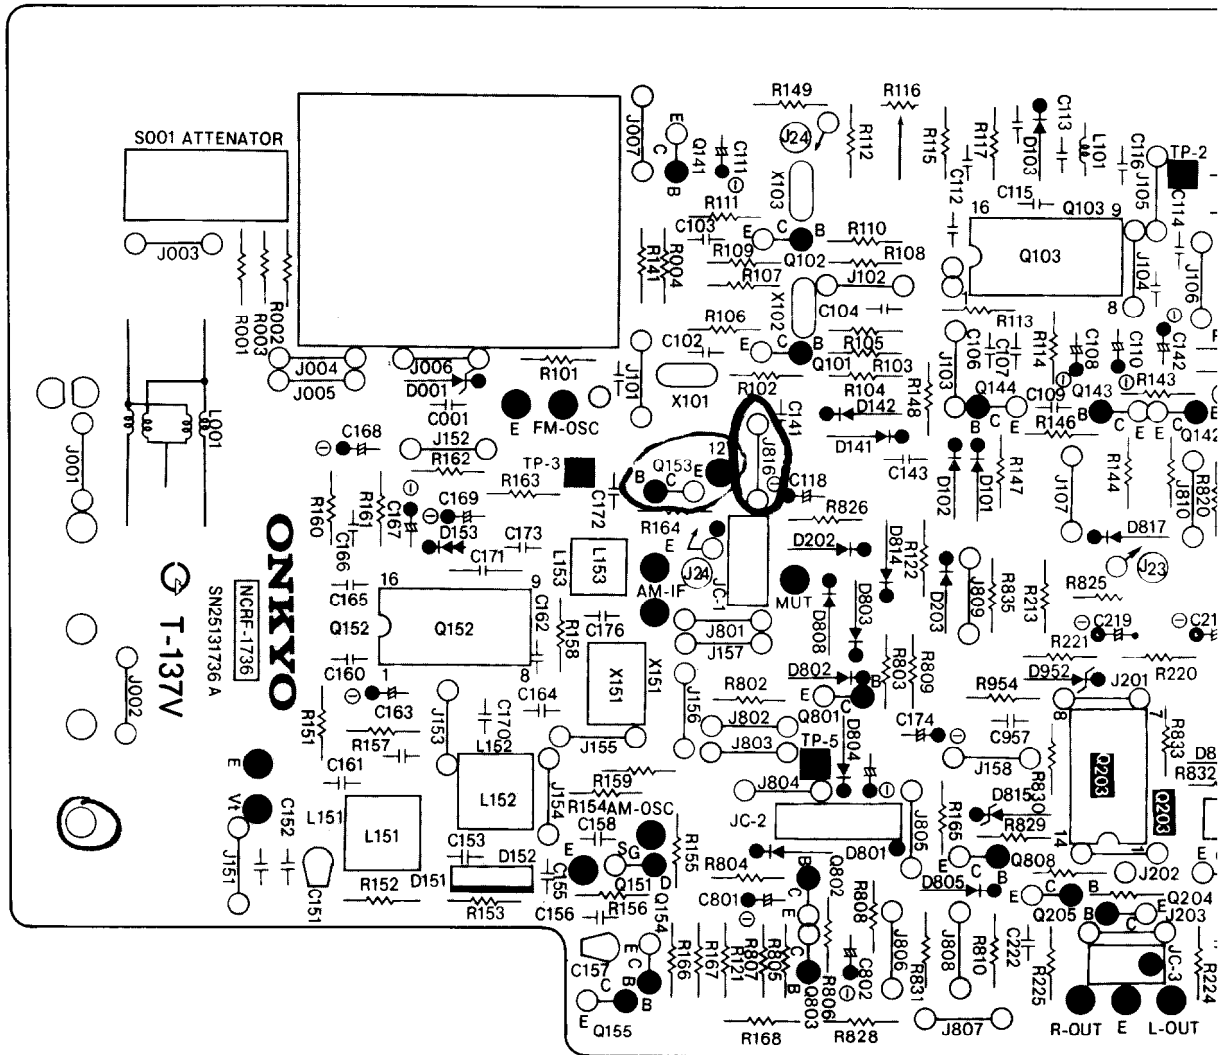 R149
R116
J007
E
C
B
Q141
C111
J24
R112
R115
R117
D103
C113
L101
C116
TP-2
S001 ATTENATOR
X103
C112
C115
J105
C114
R111
C103
16
Q103
9
E
C
B
R110
J003
R141
R004
R109
Q102
R108
Q103
J104
J106
R107
J102
R001
R003
R002
X102
C104
1
8
R106
R113
C102
E
C
B
R105
J103
C106
C107
R114
C108
C110
C142
J004
J006
R101
J101
Q101
R103
J005
D001
X101
R102
R104
R148
Q144
C109
Q143
R143
C001
E
FM-OSC
C141
D142
C
E
B
C
E
E
C
Q142
L001
C168
J152
J816
D141
R146
J001
R162
TP-3
Q153
12
E
C143
D102
D101
R147
J107
R144
J810
R820
R163
B
C
C118
R160
R161
C167
C169
C172
R164
R826
D153
C173
E
D202
D814
R122
D817
ONKYO
C166
C171
L153
L153
J24
J23
16
9
AM-IF
JC-1
MUT
D808
D803
D203
J809
R835
R213
R825
C165
C162
SN25131736A
NCRF-1736
T-137V
Q152
Q152
R158
C176
J801
C219
C21
R221
J157
C160
1
8
X151
D802
R803
R809
D952
R220
J002
C163
C164
J156
R802
B
E
C
Q801
R954
J201
R151
J153
C170
J802
8
7
R157
L152
J155
J803
TP-5
D804
C174
C957
R833
E
C161
J158
Q203
D8
R159
R832
Vt
C152
L151
L151
L152
J154
R154
AM-OSC
J804
D815
R830
Q203
C158
JC-2
J805
R165
R829
J151
C153
E
S
G
R155
14
1
D152
R804
D801
E
C
Q808
J202
E
D151
C155
Q151
D
B
Q802
D805
B
R152
R153
R156
C801
C
R808
E
C
Q204
C151
C156
Q154
E
Q205
B
C
E
J203
C157
E
C
R166
R167
R121
R807
R805
C
C802
J806
R831
J808
R810
C222
R225
JC-3
R224
C
B
B
B
Q803
R806
E
Q155
R168
R828
J807
R-OUT
E
L-OUT